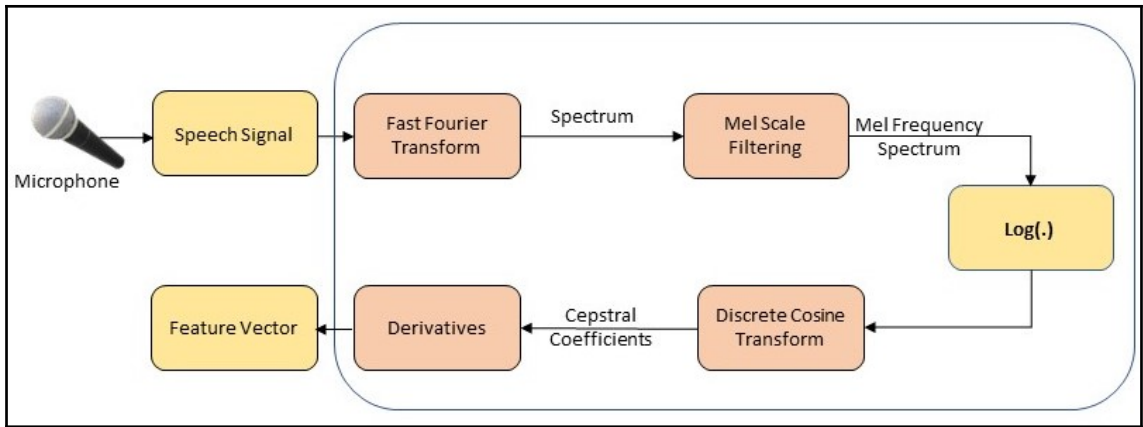 Microphone
Speech Signal
Fast Fourier
Transform
Spectrum
Mel Scale
Filtering
Mel Frequency
Spectrum
Log(.)
Discrete Cosine
Transform
Cepstral
Coefficients
Derivatives
Feature Vector